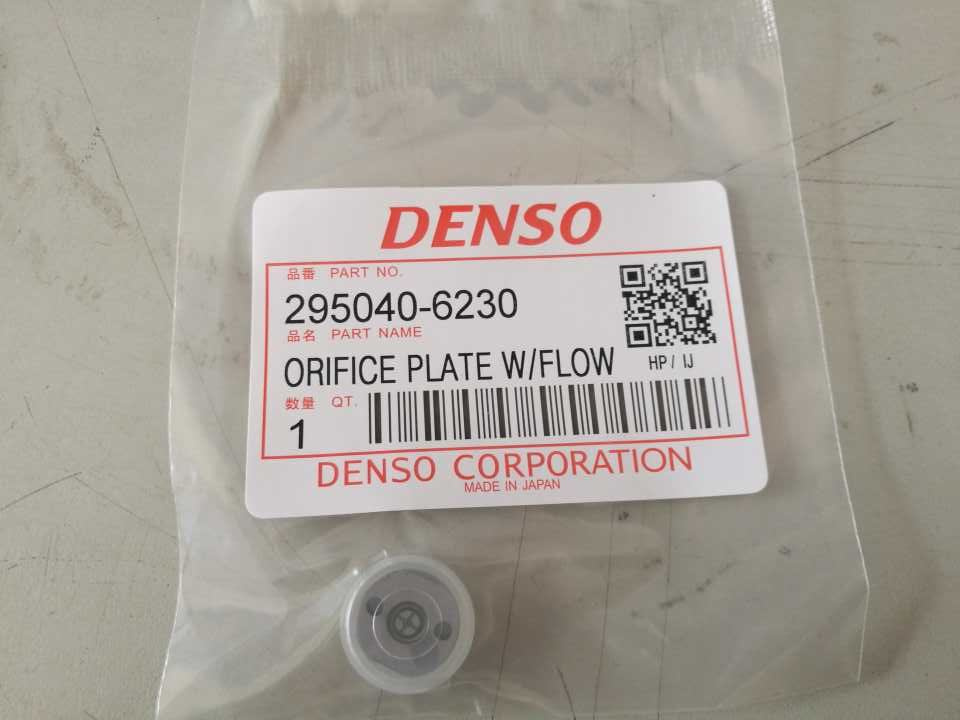 DENSO
品番 PART NO.
295040-6230
品名 PART NAME
ORIFICE PLATE W/FLOW
HP/ IJ
数量 QT.
1
DENSO CORPORATION
MADE IN JAPAN